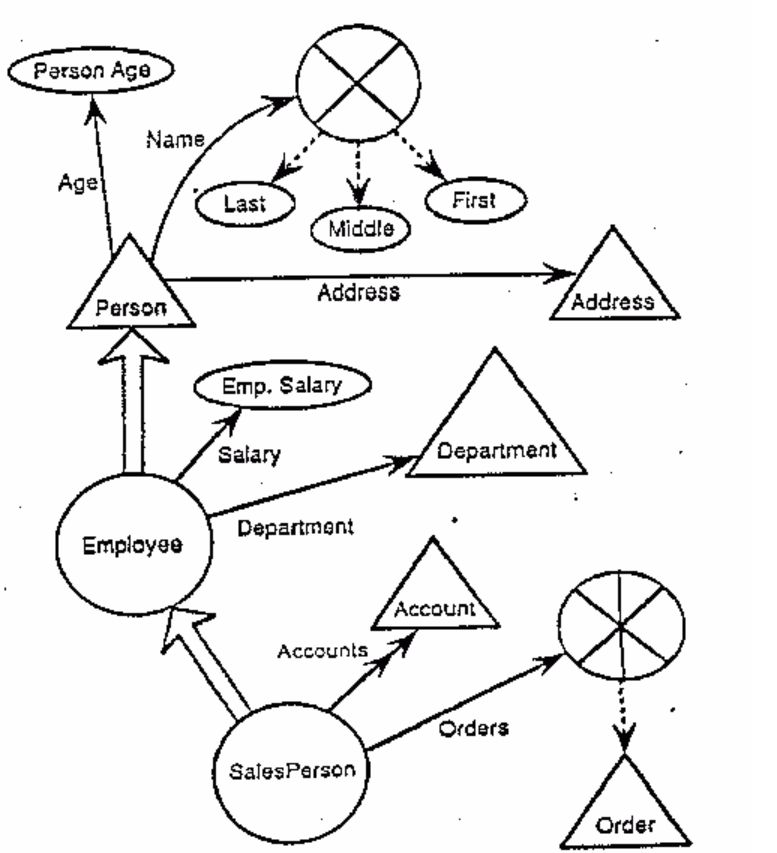 Person Age
Name
Age
Last
Middle
First
Person
Address
Address
Emp. Salary
Salary
Department
Department
Employee
Account
Accounts
Orders
SalesPerson
Order